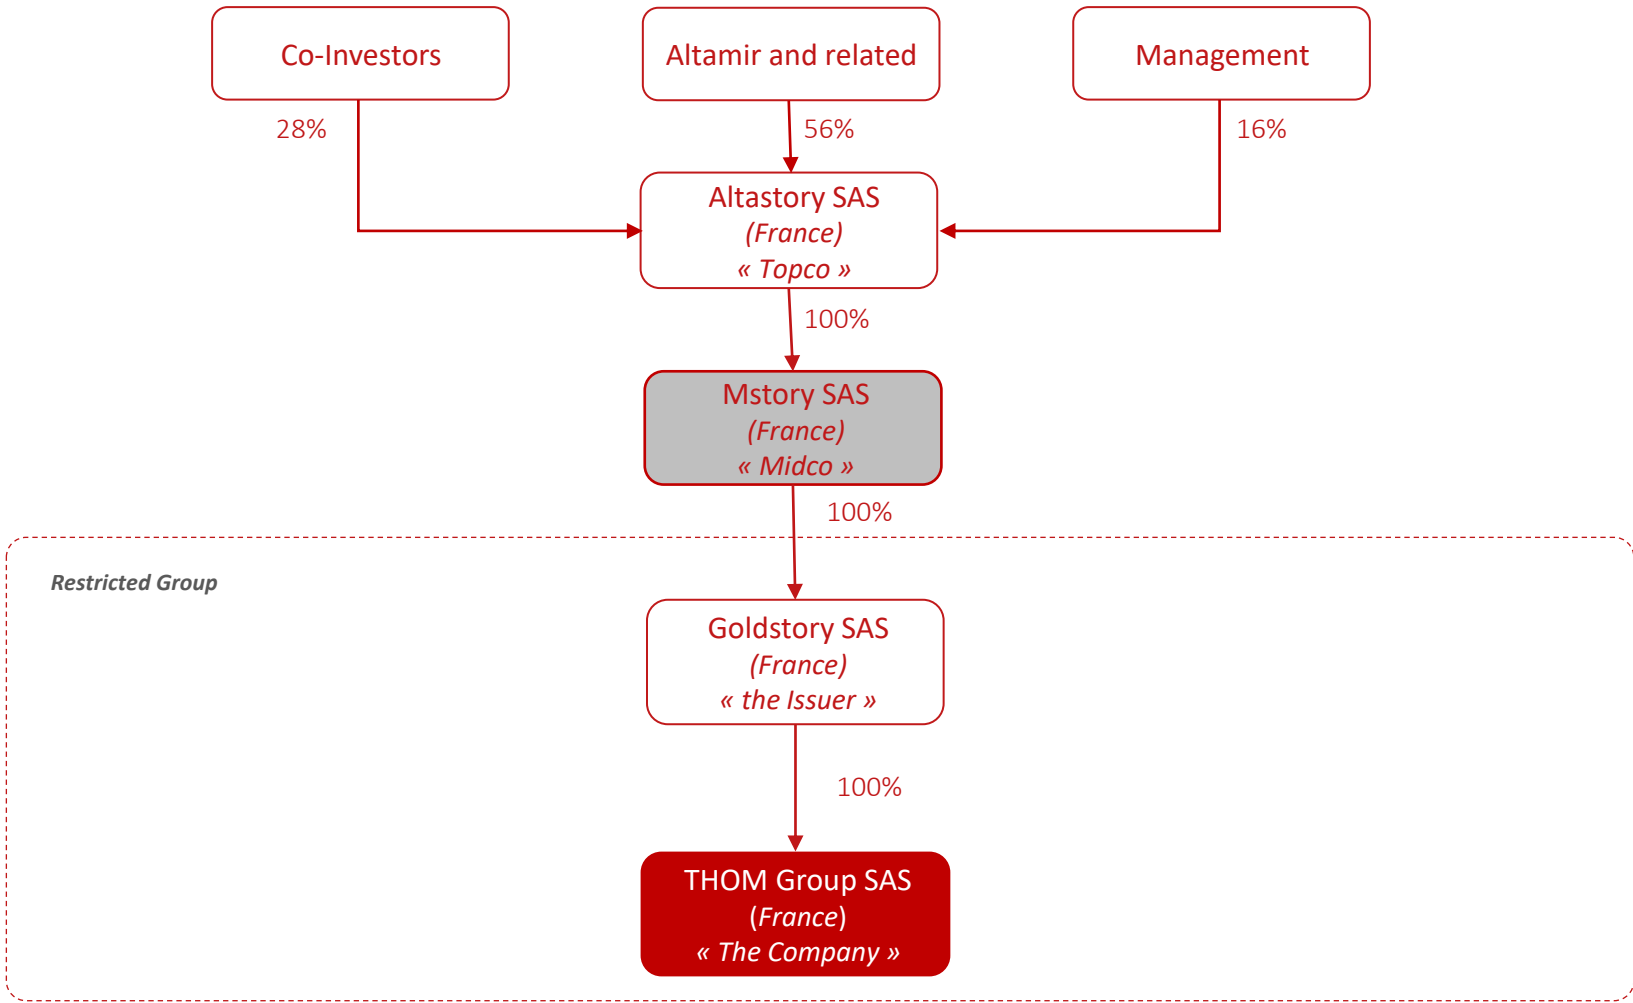 Co-Investors
Altamir and related
Management
28%
56%
16%
Altastory SAS
(France)
« Topco »
100%
Mstory SAS
(France)
« Midco »
100%
Restricted Group
Goldstory SAS
(France)
« the Issuer »
100%
THOM Group SAS
(France)
« The Company »